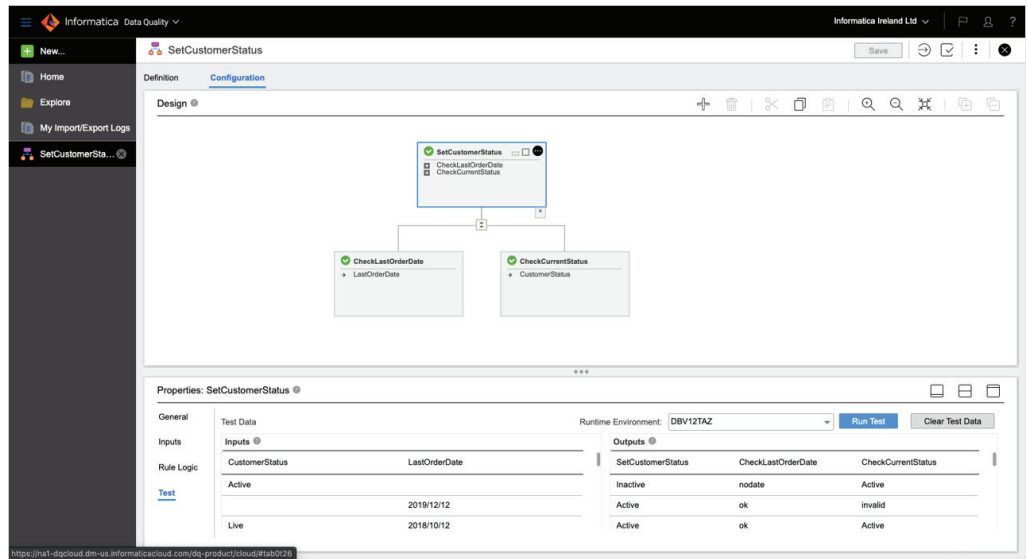 Informatica Data Quality
Informatica Ireland Ltd
?
New...
SetCustomerStatus
Save
Home
Definition Configuration
Explore
Design
My Import/Export Logs
SetCustomerSta...
SetCustomerStatus
CheckLastOrderDate
CheckCurrentStatus
CheckLastOrderDate
LastOrderDate
CheckCurrentStatus
CustomerStatus
Properties: SetCustomerStatus
General
Inputs
Rule Logic
Test
Test Data
Runtime Environment: DBV12TAZ Run Test Clear Test Data
Inputs
Outputs
CustomerStatus LastOrderDate SetCustomerStatus CheckLastOrderDate CheckCurrentStatus
Active Inactive nodate Active
2019/12/12 Active ok invalid
Live 2018/10/12 Active ok Active
https://na1-dqcloud.dm-us.informaticacloud.com/dq-product/cloud/#tab0t26